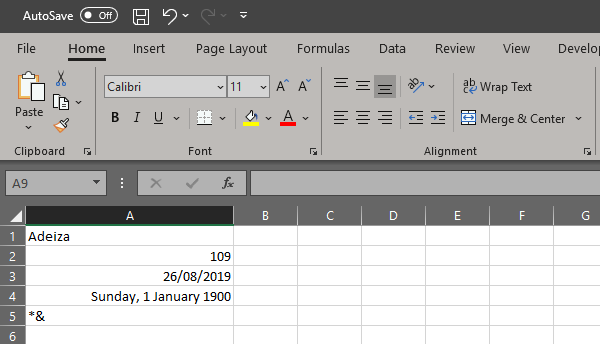 AutoSave Off
File Home Insert Page Layout Formulas Data Review View Develo
Calibri 11 A A ab Wrap Text
Paste B I U A Merge & Center
Clipboard Font Alignment
A9 fx
A B C D E F G
1 Adeiza
2 109
3 26/08/2019
4 Sunday, 1 January 1900
5 *&
6